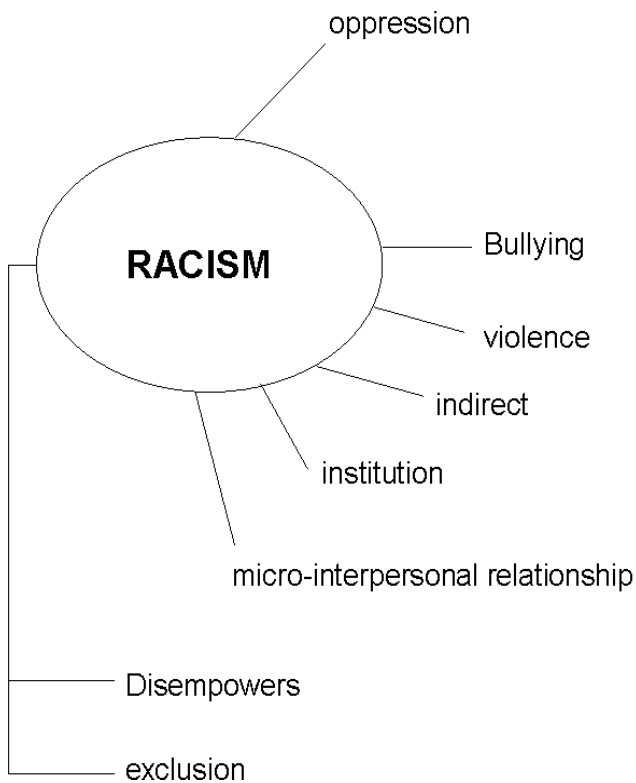 oppression
RACISM
Bullying
violence
indirect
institution
micro-interpersonal relationship
Disempowers
exclusion